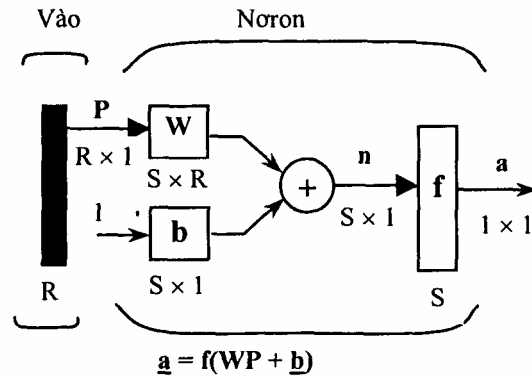 Vào Nơron
P W n a
R × 1 S × R + f
1 b S × 1 1 × 1
R S × 1 S
a = f(WP + b)